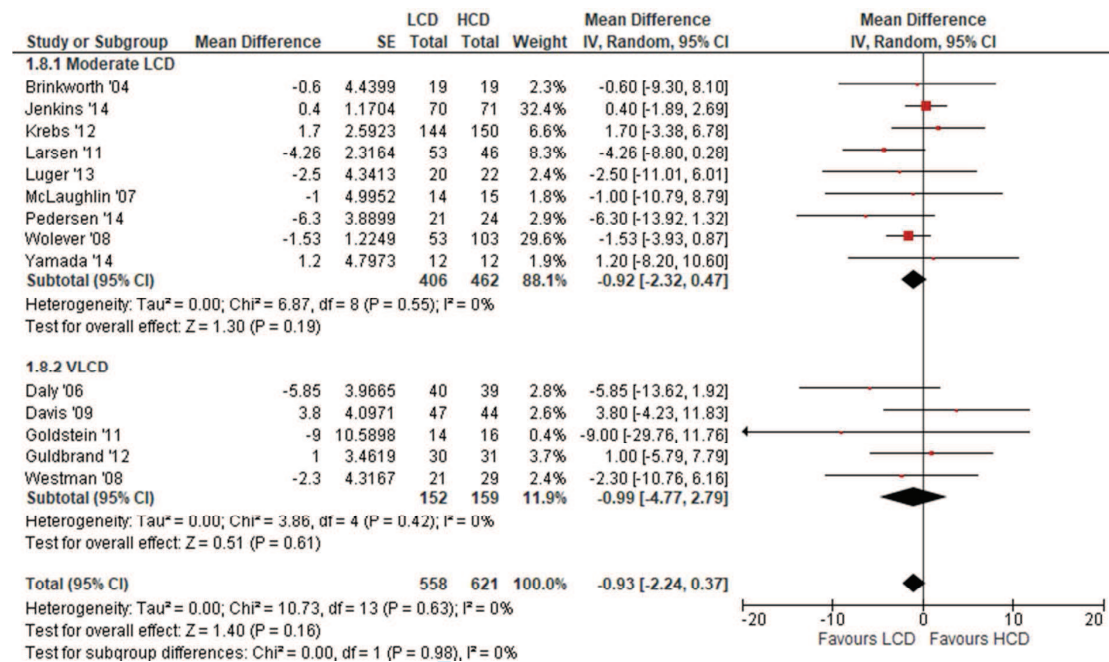 LCD HCD Mean Difference Mean Difference
Study or Subgroup Mean Difference SE Total Total Weight IV, Random, 95% CI IV, Random, 95% CI
1.8.1 Moderate LCD
Brinkworth '04 -0.6 4.4399 19 19 2.3% -0.60 [-9.30, 8.10]
Jenkins '14 0.4 1.1704 70 71 32.4% 0.40 [-1.89, 2.69]
Krebs '12 1.7 2.5923 144 150 6.6% 1.70 [-3.38, 6.78]
Larsen '11 -4.26 2.3164 53 46 8.3% -4.26 [-8.80, 0.28]
Luger '13 -2.5 4.3413 20 22 2.4% -2.50 [-11.01, 6.01]
McLaughlin '07 -1 4.9952 14 15 1.8% -1.00 [-10.79, 8.79]
Pedersen '14 -6.3 3.8899 21 24 2.9% -6.30 [-13.92, 1.32]
Wolever '08 -1.53 1.2249 53 103 29.6% -1.53 [-3.93, 0.87]
Yamada '14 1.2 4.7973 12 12 1.9% 1.20 [-8.20, 10.60]
Subtotal (95% CI) 406 462 88.1% -0.92 [-2.32, 0.47]
Heterogeneity: Tau² = 0.00; Chi² = 6.87, df = 8 (P = 0.55); I² = 0%
Test for overall effect: Z = 1.30 (P = 0.19)
1.8.2 VLCD
Daly '06 -5.85 3.9665 40 39 2.8% -5.85 [-13.62, 1.92]
Davis '09 3.8 4.0971 47 44 2.6% 3.80 [-4.23, 11.83]
Goldstein '11 -9 10.5898 14 16 0.4% -9.00 [-29.76, 11.76]
Guldbrand '12 1 3.4619 30 31 3.7% 1.00 [-5.79, 7.79]
Westman '08 -2.3 4.3167 21 29 2.4% -2.30 [-10.76, 6.16]
Subtotal (95% CI) 152 159 11.9% -0.99 [-4.77, 2.79]
Heterogeneity: Tau² = 0.00; Chi² = 3.86, df = 4 (P = 0.42); I² = 0%
Test for overall effect: Z = 0.51 (P = 0.61)
Total (95% CI) 558 621 100.0% -0.93 [-2.24, 0.37]
Heterogeneity: Tau² = 0.00; Chi² = 10.73, df = 13 (P = 0.63); I² = 0%
Test for overall effect: Z = 1.40 (P = 0.16)
Test for subgroup differences: Chi² = 0.00, df = 1 (P = 0.98), I² = 0%
-20 -10 0 10 20
Favours LCD Favours HCD